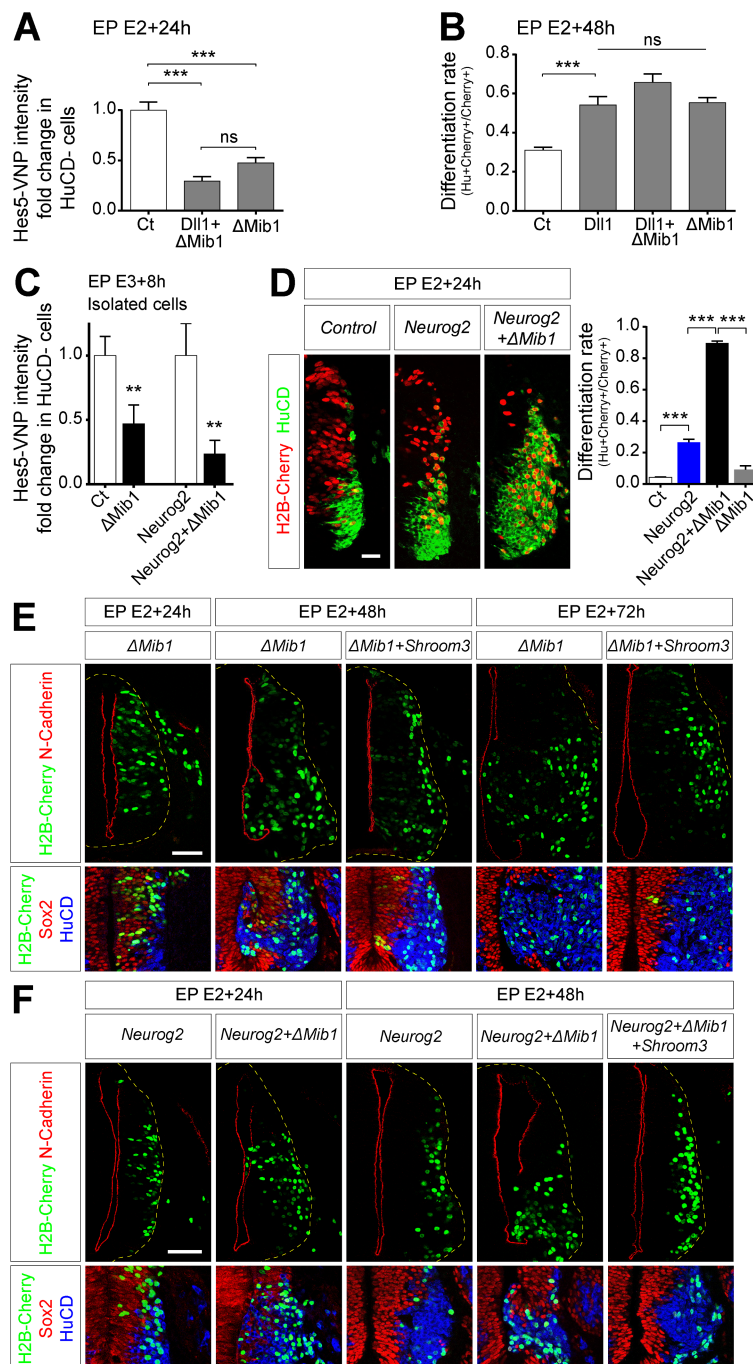 A
EP E2+24h
Hes5-VNP intensity
fold change in
HuCD- cells
***
***
ns
1.0
0.5
0.0
Ct
Dll1+
ΔMib1
ΔMib1
B
EP E2+48h
Differentiation rate
(Hu+Cherry+/Cherry+)
ns
***
0.8
0.6
0.4
0.2
0.0
Ct
Dll1
Dll1+
ΔMib1
ΔMib1
C
EP E3+8h
Isolated cells
Hes5-VNP intensity
fold change in HuCD- cells
1.0
0.5
0.0
**
**
Ct
ΔMib1
Neurog2
Neurog2+ΔMib1
D
EP E2+24h
Control
Neurog2
Neurog2
+ΔMib1
H2B-Cherry HuCD
Differentiation rate
(Hu+Cherry+/Cherry+)
*** ***
***
1.0
0.8
0.6
0.4
0.2
0.0
Ct
Neurog2
Neurog2+ΔMib1
ΔMib1
E
EP E2+24h
EP E2+48h
EP E2+72h
ΔMib1
ΔMib1
ΔMib1+Shroom3
ΔMib1
ΔMib1+Shroom3
H2B-Cherry N-Cadherin
H2B-Cherry
Sox2
HuCD
F
EP E2+24h
EP E2+48h
Neurog2
Neurog2+ΔMib1
Neurog2
Neurog2+ΔMib1
Neurog2+ΔMib1
+Shroom3
H2B-Cherry N-Cadherin
H2B-Cherry
Sox2
HuCD